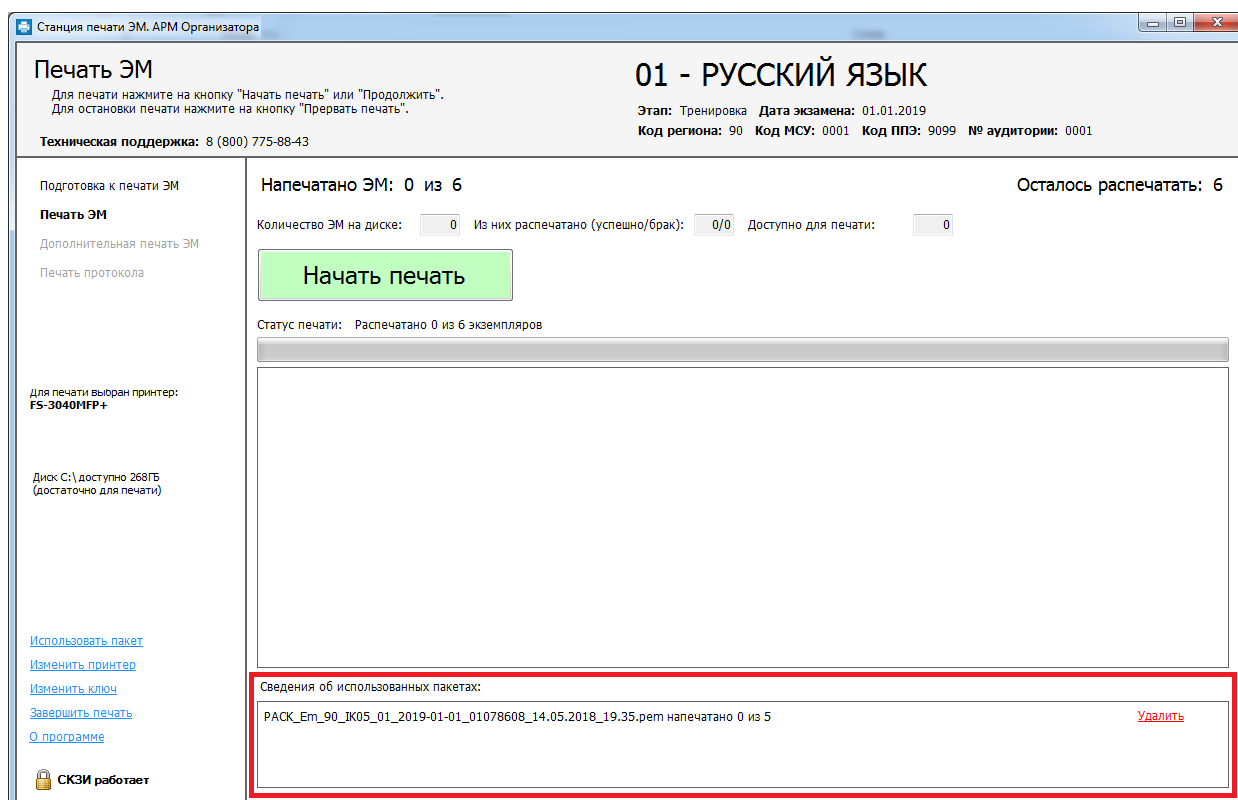 Станция печати ЭМ. АРМ Организатора
Печать ЭМ
Для печати нажмите на кнопку "Начать печать" или "Продолжить".
Для остановки печати нажмите на кнопку "Прервать печать".
Техническая поддержка: 8 (800) 775-88-43
01 - РУССКИЙ ЯЗЫК
Этап: Тренировка Дата экзамена: 01.01.2019
Код региона: 90 Код МСУ: 0001 Код ППЭ: 9099 № аудитории: 0001
Подготовка к печати ЭМ
Печать ЭМ
Дополнительная печать ЭМ
Печать протокола
Для печати выбран принтер:
FS-3040MFP+
Диск C:\ доступно 268ГБ
(достаточно для печати)
Использовать пакет
Изменить принтер
Изменить ключ
Завершить печать
О программе
СКЗИ работает
Напечатано ЭМ: 0 из 6
Осталось распечатать: 6
Количество ЭМ на диске: 0 Из них распечатано (успешно/брак): 0/0 Доступно для печати: 0
Начать печать
Статус печати: Распечатано 0 из 6 экземпляров
Сведения об использованных пакетах:
PACK_Em_90_IK05_01_2019-01-01_01078608_14.05.2018_19.35.pem напечатано 0 из 5 Удалить